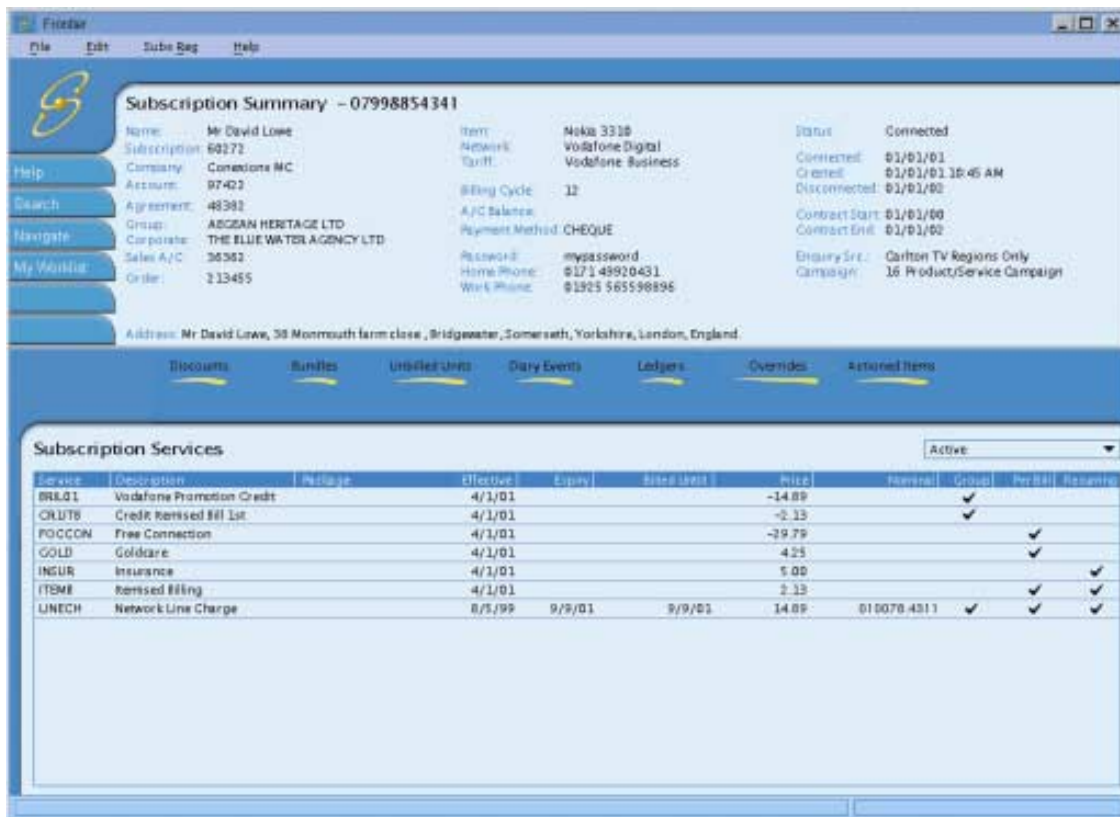 Frontier
File Edit Subs Reg Help
Subscription Summary - 07998854341
Name: Mr David Lowe Item: Nokia 3310 Status: Connected
Subscription: 60272 Network: Vodafone Digital
Company: Conexions MC Tariff: Vodafone Business Connected: 01/01/01
Account: 97423 Created: 01/01/01 10:45 AM
Help
Agreement: 48382 Billing Cycle: 12 Disconnected: 01/01/02
Search
Group: AEGEAN HERITAGE LTD A/C Balance: Contract Start: 01/01/00
Navigate
Corporate: THE BLUE WATER AGENCY LTD Payment Method: CHEQUE Contract End: 01/01/02
Sales A/C: 36362 Password: mypassword Enquiry Src.: Carlton TV Regions Only
My Worklist
Order: 213455 Home Phone: 0171 49920431 Campaign: 16 Product/Service Campaign
Work Phone: 01925 565598896
Address: Mr David Lowe, 38 Monmouth farm close , Bridgewater, Somerseth, Yorkshire, London, England.
Discounts Bundles Unbilled Units Diary Events Ledgers Overrides Actioned Items
Subscription Services Active
Service Description Package Effective Expiry Billed Until Price Nominal Group Per Bill Recurring
BRIL01 Vodafone Promotion Credit 4/1/01 -14.89
CRIIT8 Credit Itemised Bill 1st 4/1/01 -2.13
FOCCON Free Connection 4/1/01 -29.79
GOLD Goldcare 4/1/01 4.25
INSUR Insurance 4/1/01 5.00
ITEMB Itemised Billing 4/1/01 2.13
LINECH Network Line Charge 8/5/99 9/9/01 9/9/01 14.89 010078.4311